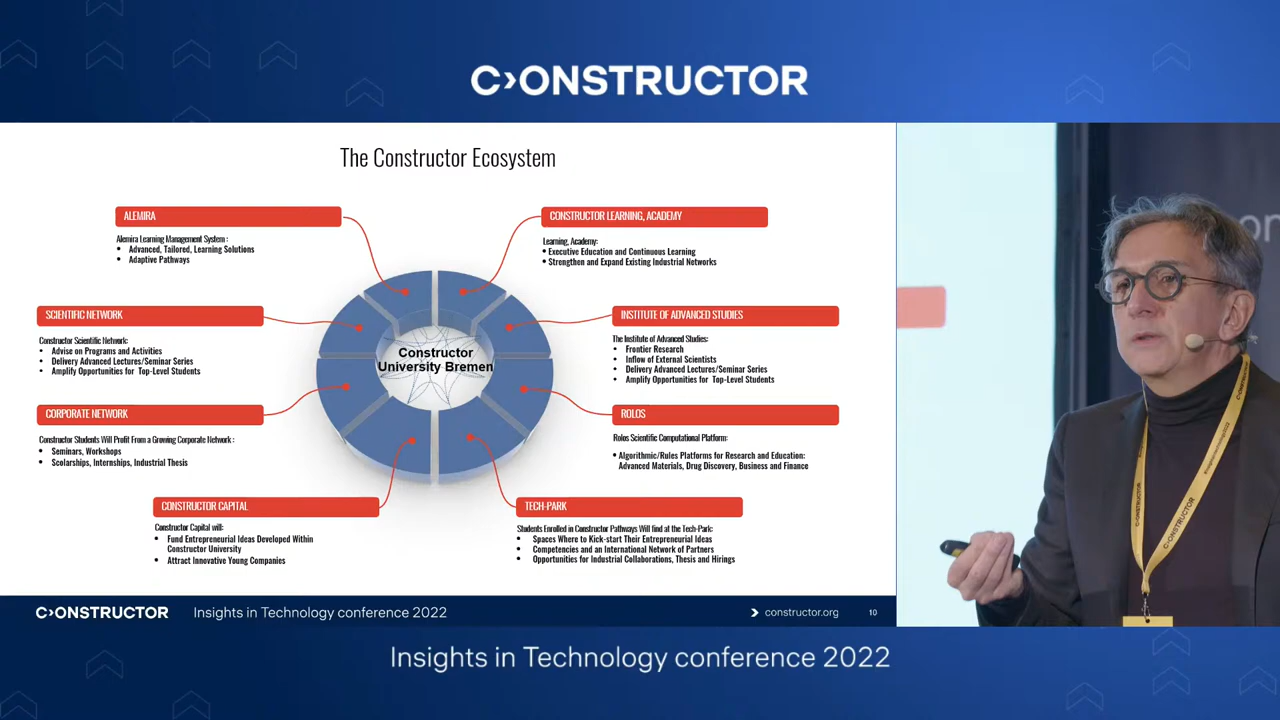 C›ONSTRUCTOR
The Constructor Ecosystem
ALEMIRA
Alemira Learning Management System :
• Advanced, Tailored, Learning Solutions
• Adaptive Pathways
CONSTRUCTOR LEARNING, ACADEMY
Learning, Academy:
• Executive Education and Continuous Learning
• Strengthen and Expand Existing Industrial Networks
SCIENTIFIC NETWORK
Constructor Scientific Network:
• Advise on Programs and Activities
• Delivery Advanced Lectures/Seminar Series
• Amplify Opportunities for Top-Level Students
INSTITUTE OF ADVANCED STUDIES
The Institute of Advanced Studies:
• Frontier Research
• Inflow of External Scientists
• Delivery Advanced Lectures/Seminar Series
• Amplify Opportunities for Top-Level Students
Constructor
University Bremen
CORPORATE NETWORK
Constructor Students Will Profit From a Growing Corporate Network :
• Seminars, Workshops
• Scolarships, Internships, Industrial Thesis
ROLOS
Rolos Scientific Computational Platform:
• Algorithmic/Rules Platforms for Research and Education:
Advanced Materials, Drug Discovery, Business and Finance
CONSTRUCTOR CAPITAL
Constructor Capital will:
• Fund Entrepreneurial Ideas Developed Within
Constructor University
• Attract Innovative Young Companies
TECH-PARK
Students Enrolled in Constructor Pathways Will find at the Tech-Park:
• Spaces Where to Kick-start Their Entrepreneurial Ideas
• Competencies and an International Network of Partners
• Opportunities for Industrial Collaborations, Thesis and Hirings
C›ONSTRUCTOR
Insights in Technology conference 2022
constructor.org
10
C›ONSTRUCTOR
C›ONSTRUCTOR
Insights in Technology conference 2022